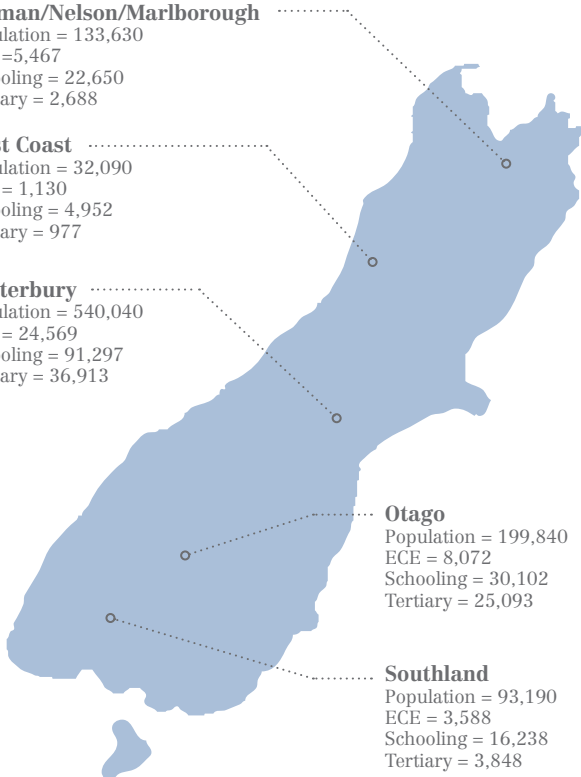 man/Nelson/Marlborough
ulation = 133,630
=5,467
oling = 22,650
ary = 2,688
t Coast
ulation = 32,090
= 1,130
oling = 4,952
ary = 977
terbury
ulation = 540,040
= 24,569
oling = 91,297
ary = 36,913
Otago
Population = 199,840
ECE = 8,072
Schooling = 30,102
Tertiary = 25,093
Southland
Population = 93,190
ECE = 3,588
Schooling = 16,238
Tertiary = 3,848